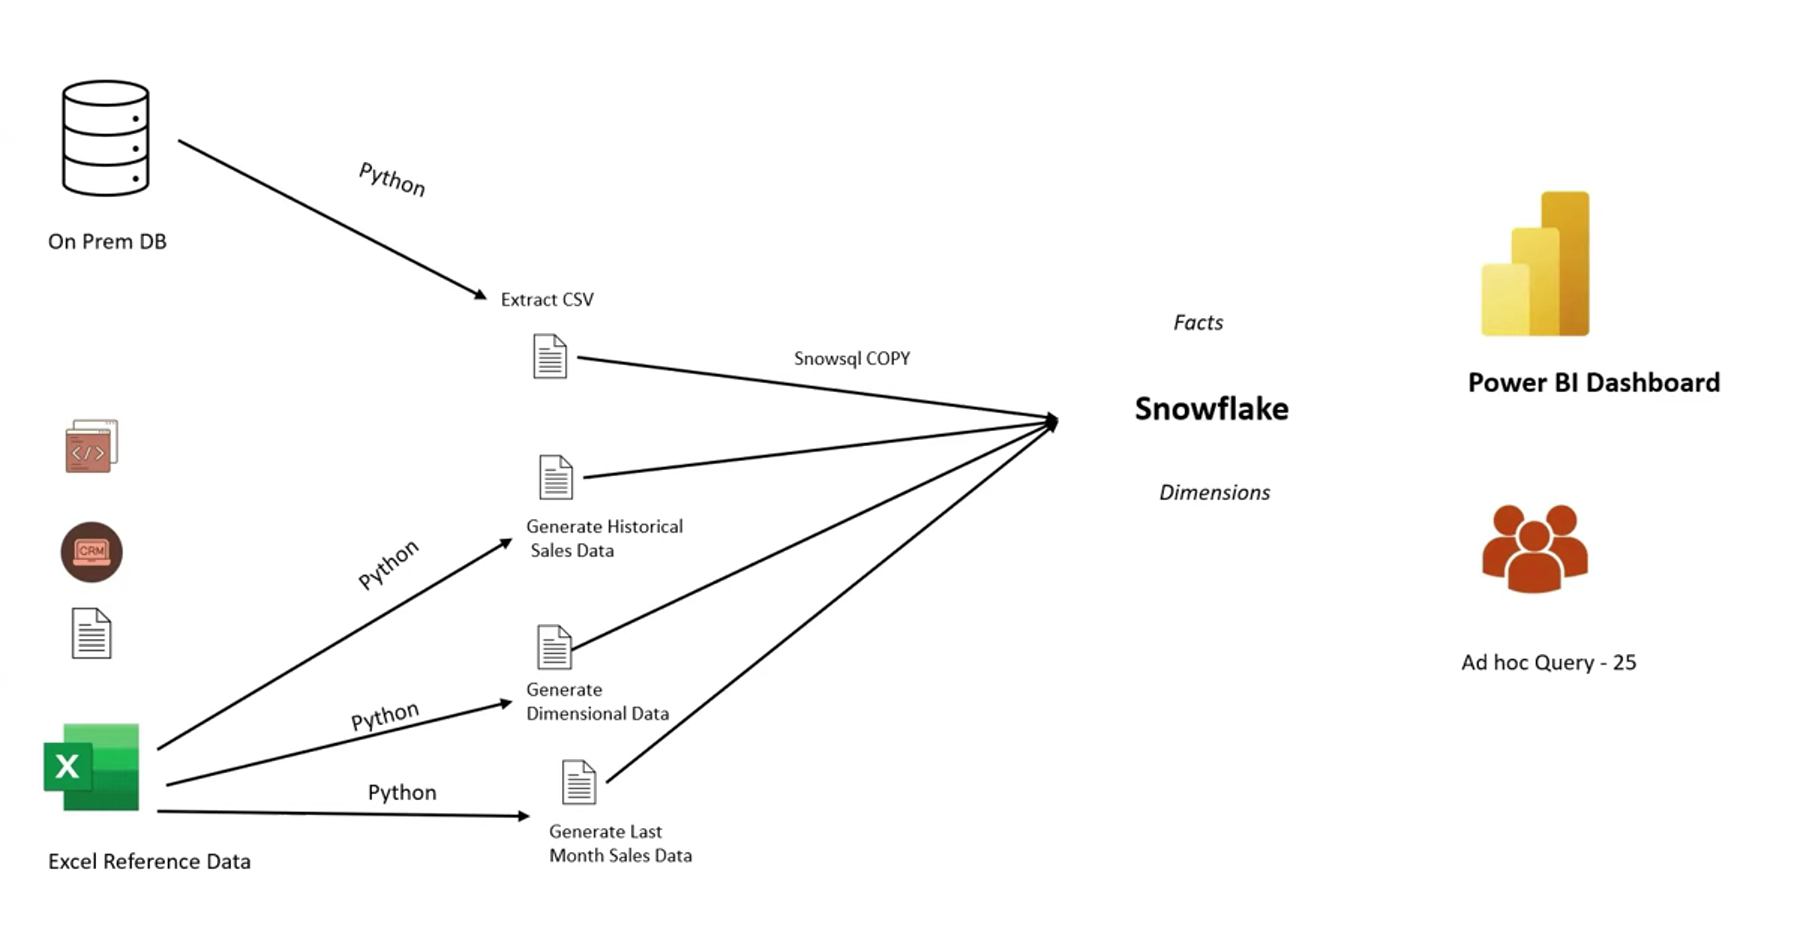 Python
On Prem DB
Extract CSV
Facts
Snowsql COPY
Power BI Dashboard
Snowflake
</>
CRM
Dimensions
Generate Historical
Sales Data
Python
Ad hoc Query - 25
Generate
Dimensional Data
Python
X
Python
Generate Last
Month Sales Data
Excel Reference Data